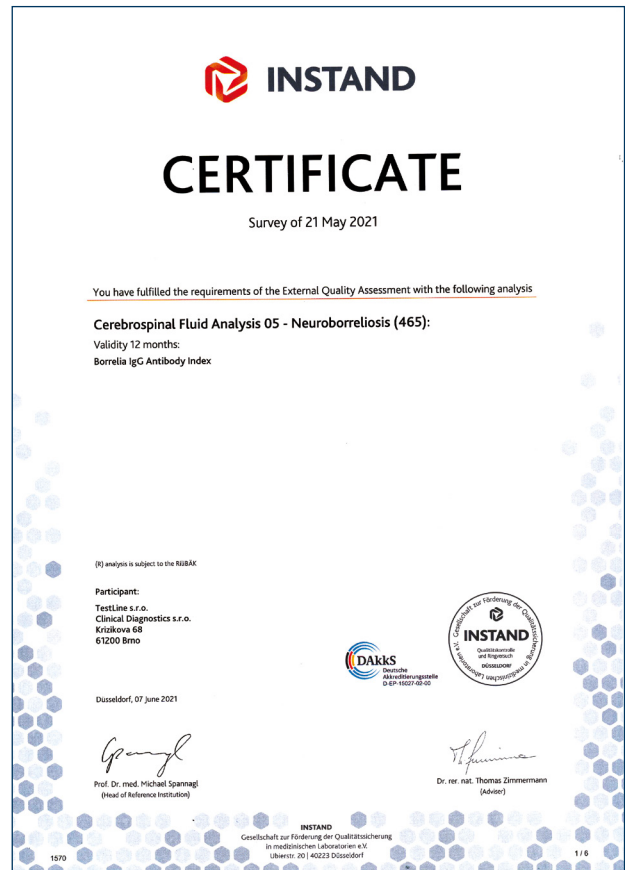 INSTAND
CERTIFICATE
Survey of 21 May 2021
You have fulfilled the requirements of the External Quality Assessment with the following analysis
Cerebrospinal Fluid Analysis 05 - Neuroborreliosis (465):
Validity 12 months:
Borrelia IgG Antibody Index
(R) analysis is subject to the RiliBÄK
Participant:
TestLine s.r.o.
Clinical Diagnostics s.r.o.
Krizikova 68
61200 Brno
DAkkS
Deutsche
Akkreditierungsstelle
D-EP-15027-02-00
Gesellschaft zur Förderung der Qualitätssicherung in medizinischen Laboratorien e.V.
INSTAND
Qualitätskontrolle
und Ringversuch
DÜSSELDORF
Düsseldorf, 07 June 2021
Prof. Dr. med. Michael Spannagl
(Head of Reference Institution)
Dr. rer. nat. Thomas Zimmermann
(Adviser)
INSTAND
Gesellschaft zur Förderung der Qualitätssicherung
in medizinischen Laboratorien e.V.
Ubierstr. 20 | 40223 Düsseldorf
1570
1 / 6